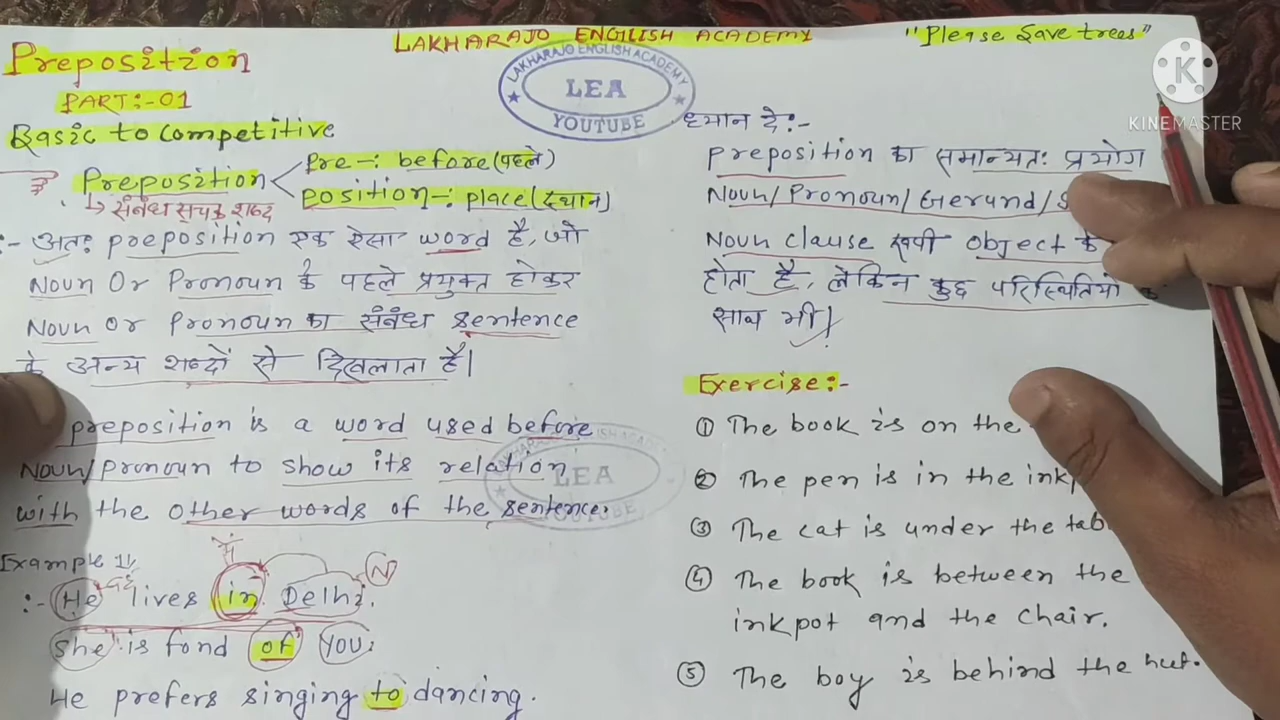 LAKHARAJO ENGLISH ACADEMY
"Please Save trees"
Preposition
PART:-01
Basic to competitive
LAKHARAJO ENGLISH ACADEMY
LEA
YOUTUBE
KINEMASTER
Preposition
Pre-: before(पहले)
position-: place(स्थान)
→ संबंध सूचक शब्द
:- अतः preposition एक ऐसा word है, जो
Noun Or Pronoun के पहले प्रयुक्त होकर
Noun or Pronoun का संबंध sentence
के अन्य शब्दों से दिखलाता है।
preposition is a word used before
Noun/pronoun to show its relation
with the other words of the sentence.
LEA
Example 1
:- He lives in Delhi.
N
She is fond of you.
He prefers singing to dancing.
ध्यान दे:-
preposition का समान्यतः प्रयोग
Noun/Pronoun/Gerund/
Noun clause रूपी object के
होता है, लेकिन कुछ परिस्थितियों
साथ भी।
Exercise:-
① The book is on the
② The pen is in the inkp
③ The cat is under the tab
④ The book is between the
inkpot and the chair.
⑤ The boy is behind the hut.